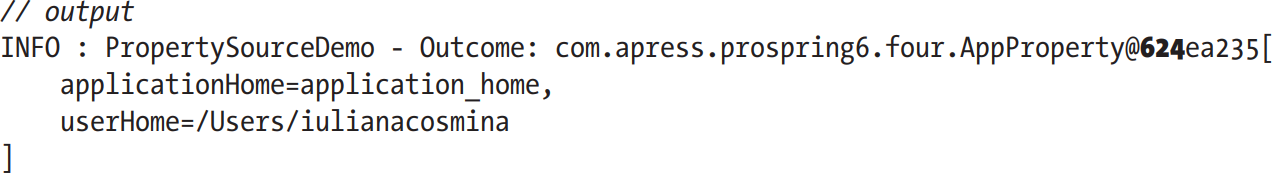 // output
INFO : PropertySourceDemo - Outcome: com.apress.prospring6.four.AppProperty@624ea235[
    applicationHome=application_home,
    userHome=/Users/iulianacosmina
]